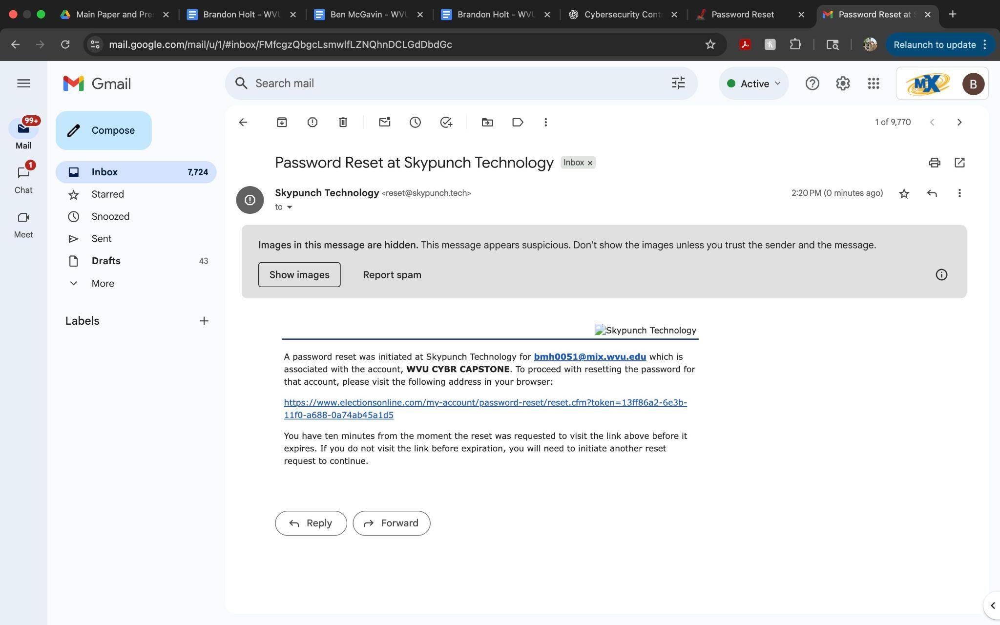 Main Paper and Pre
Brandon Holt - WVU
Ben McGavin - WVU
Brandon Holt - WVU
Cybersecurity Cont
Password Reset
Password Reset at S
mail.google.com/mail/u/1/#inbox/FMfcgzQbgcLsmwlfLZNQhnDCLGdDbdGc
Relaunch to update
Gmail
Search mail
Active
MIX
B
99+
Mail
1
Chat
Meet
Compose
Inbox 7,724
Starred
Snoozed
Sent
Drafts 43
More
Labels
1 of 9,770
Password Reset at Skypunch Technology Inbox
Skypunch Technology <reset@skypunch.tech>
2:20 PM (0 minutes ago)
to
Images in this message are hidden. This message appears suspicious. Don't show the images unless you trust the sender and the message.
Show images
Report spam
Skypunch Technology
A password reset was initiated at Skypunch Technology for bmh0051@mix.wvu.edu which is
associated with the account, WVU CYBR CAPSTONE. To proceed with resetting the password for
that account, please visit the following address in your browser:
https://www.electionsonline.com/my-account/password-reset/reset.cfm?token=13ff86a2-6e3b-
11f0-a688-0a74ab45a1d5
You have ten minutes from the moment the reset was requested to visit the link above before it
expires. If you do not visit the link before expiration, you will need to initiate another reset
request to continue.
Reply
Forward